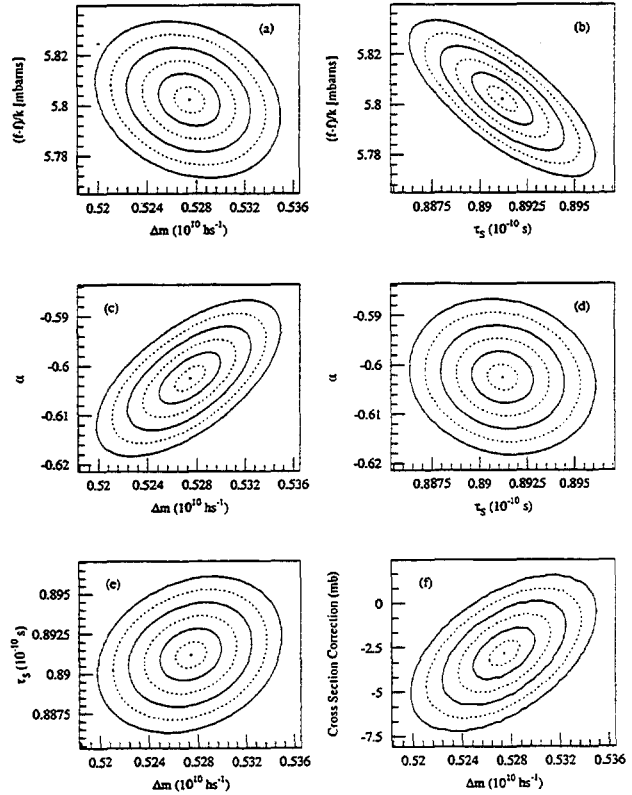 (a)
(f-f)/k [mbarns]
5.82
5.8
5.78
0.52 0.524 0.528 0.532 0.536
Δm (10¹⁰ hs⁻¹)
(b)
(f-f)/k [mbarns]
5.82
5.8
5.78
0.8875 0.89 0.8925 0.895
τS (10⁻¹⁰ s)
(c)
α
-0.59
-0.6
-0.61
-0.62
0.52 0.524 0.528 0.532 0.536
Δm (10¹⁰ hs⁻¹)
(d)
α
-0.59
-0.6
-0.61
-0.62
0.8875 0.89 0.8925 0.895
τS (10⁻¹⁰ s)
(e)
τS (10⁻¹⁰ s)
0.895
0.8925
0.89
0.8875
0.52 0.524 0.528 0.532 0.536
Δm (10¹⁰ hs⁻¹)
(f)
Cross Section Correction (mb)
0
-2.5
-5
-7.5
0.52 0.524 0.528 0.532 0.536
Δm (10¹⁰ hs⁻¹)